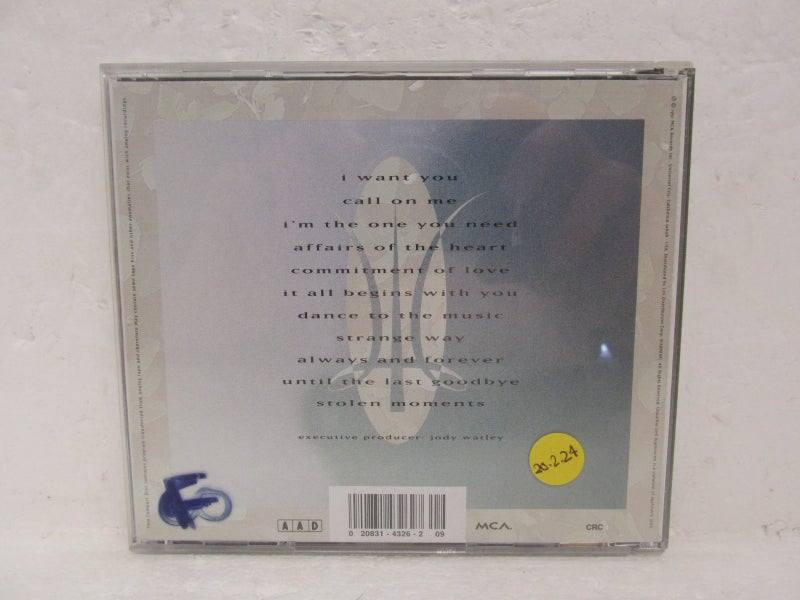 i want you
call on me
i'm the one you need
affairs of the heart
commitment of love
it all begins with you
dance to the music
strange way
always and forever
until the last goodbye
stolen moments
executive producer: jody watley
20.2.24
AAD
0 20831-4326-2 09
MCA.
CRC